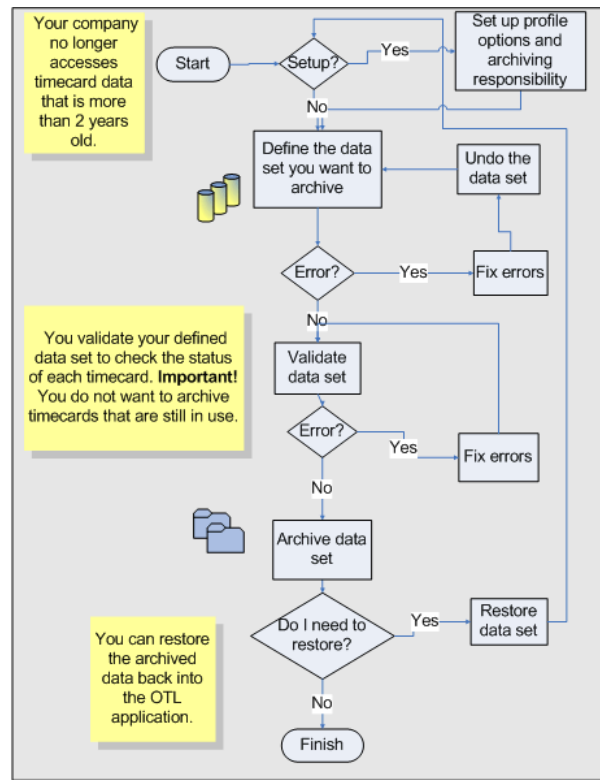 Your company
no longer
accesses
timecard data
that is more
than 2 years
old.
Start
Setup?
Yes
Set up profile
options and
archiving
responsibility
No
Define the data
set you want to
archive
Undo the
data set
Error?
Yes
Fix errors
No
You validate your defined
data set to check the status
of each timecard. Important!
You do not want to archive
timecards that are still in use.
Validate
data set
Error?
Yes
Fix errors
No
Archive data
set
Do I need to
restore?
Yes
Restore
data set
You can restore
the archived
data back into
the OTL
application.
No
Finish